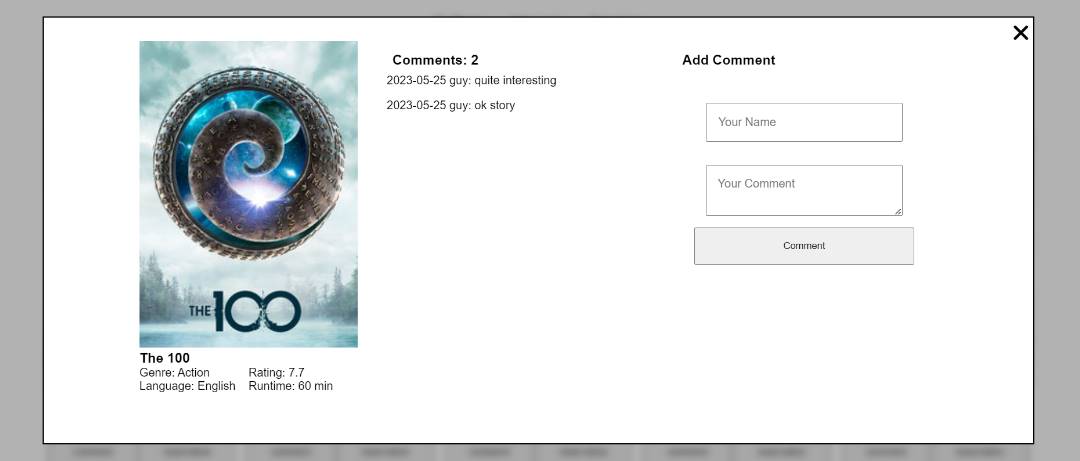 THE 100
The 100
Genre: Action Rating: 7.7
Language: English Runtime: 60 min
Comments: 2
2023-05-25 guy: quite interesting
2023-05-25 guy: ok story
Add Comment
Your Name
Your Comment
Comment